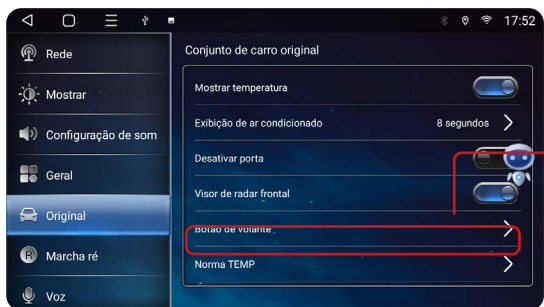 17:52
Rede
Mostrar
Configuração de som
Geral
Original
R Marcha ré
Voz
Conjunto de carro original
Mostrar temperatura
Exibição de ar condicionado 8 segundos
Desativar porta
Visor de radar frontal
Botão de volante
Norma TEMP